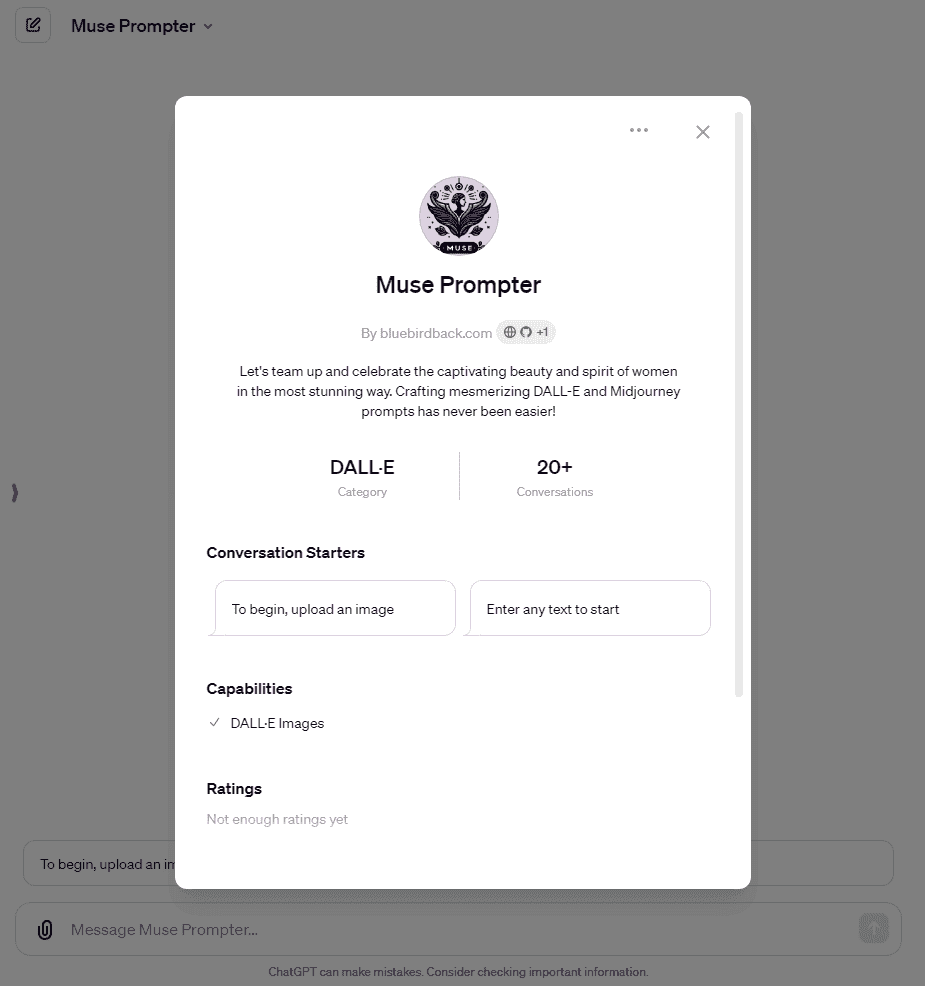 Muse Prompter
MUSE
Muse Prompter
By bluebirdback.com +1
Let's team up and celebrate the captivating beauty and spirit of women
in the most stunning way. Crafting mesmerizing DALL-E and Midjourney
prompts has never been easier!
DALL·E
20+
Category
Conversations
Conversation Starters
To begin, upload an image
Enter any text to start
Capabilities
DALL·E Images
Ratings
Not enough ratings yet
To begin, upload an im
Message Muse Prompter...
ChatGPT can make mistakes. Consider checking important information.